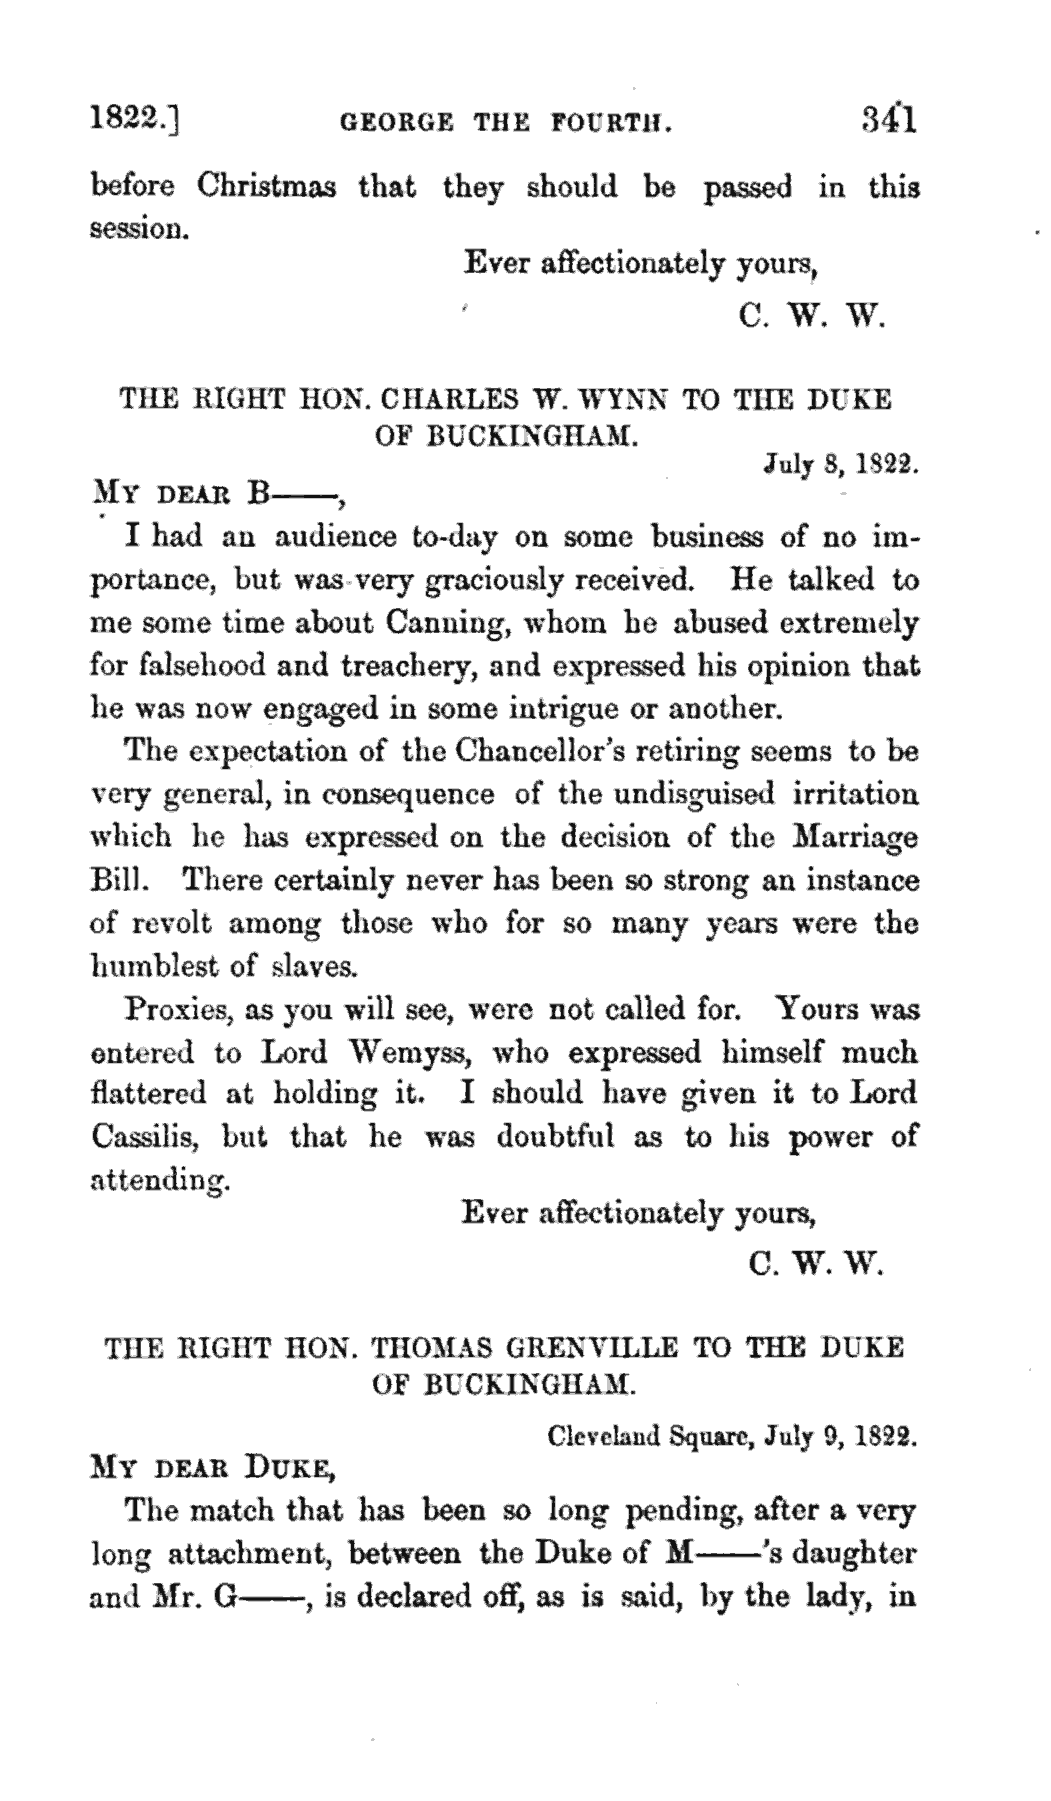 1822.] GEORGE THE FOURTH. 341
before Christmas that they should be passed in this
session.
Ever affectionately yours,
C. W. W.
THE RIGHT HON. CHARLES W. WYNN TO THE DUKE
OF BUCKINGHAM.
July 8, 1822.
MY DEAR B——,
I had an audience to-day on some business of no im-
portance, but was very graciously received. He talked to
me some time about Canning, whom he abused extremely
for falsehood and treachery, and expressed his opinion that
he was now engaged in some intrigue or another.
The expectation of the Chancellor's retiring seems to be
very general, in consequence of the undisguised irritation
which he has expressed on the decision of the Marriage
Bill. There certainly never has been so strong an instance
of revolt among those who for so many years were the
humblest of slaves.
Proxies, as you will see, were not called for. Yours was
entered to Lord Wemyss, who expressed himself much
flattered at holding it. I should have given it to Lord
Cassilis, but that he was doubtful as to his power of
attending.
Ever affectionately yours,
C. W. W.
THE RIGHT HON. THOMAS GRENVILLE TO THE DUKE
OF BUCKINGHAM.
Cleveland Square, July 9, 1822.
MY DEAR DUKE,
The match that has been so long pending, after a very
long attachment, between the Duke of M——'s daughter
and Mr. G——, is declared off, as is said, by the lady, in